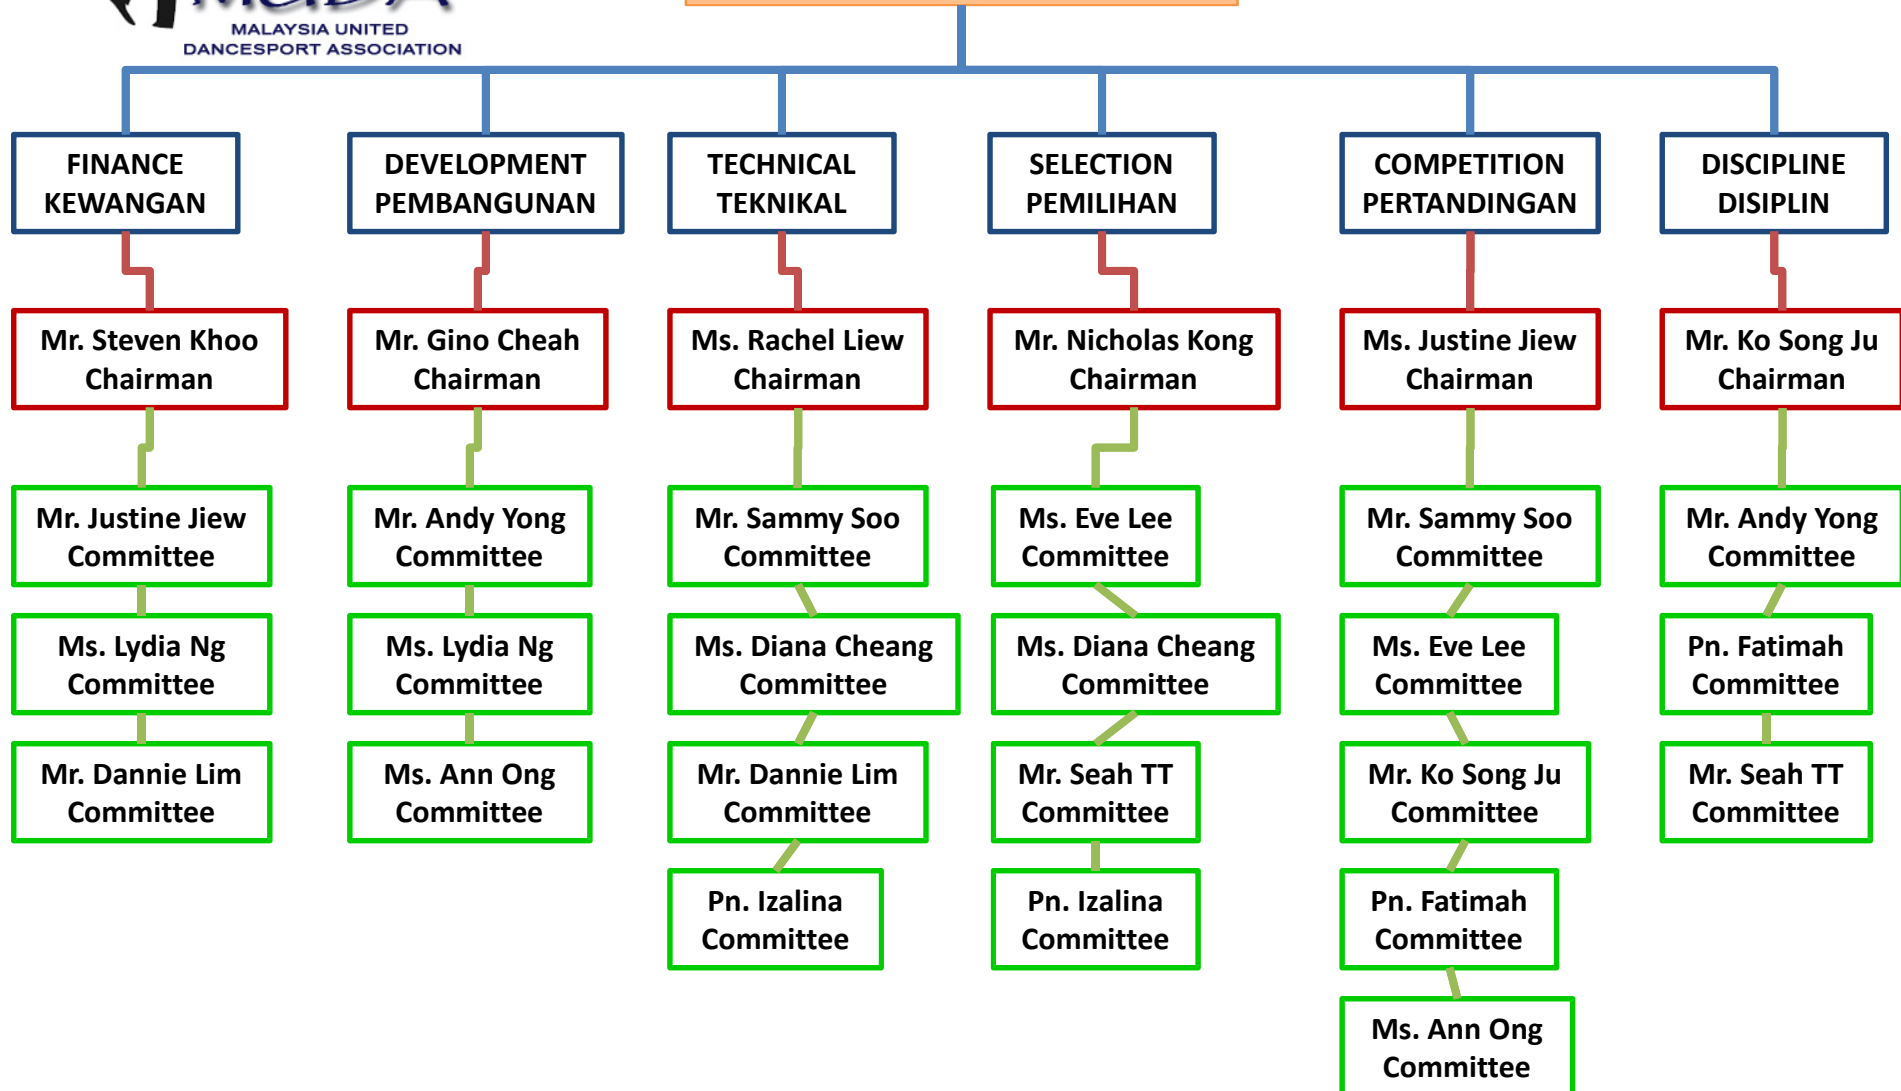 MALAYSIA UNITED
DANCESPORT ASSOCIATION
FINANCE
KEWANGAN
DEVELOPMENT
PEMBANGUNAN
TECHNICAL
TEKNIKAL
SELECTION
PEMILIHAN
COMPETITION
PERTANDINGAN
DISCIPLINE
DISIPLIN
Mr. Steven Khoo
Chairman
Mr. Gino Cheah
Chairman
Ms. Rachel Liew
Chairman
Mr. Nicholas Kong
Chairman
Ms. Justine Jiew
Chairman
Mr. Ko Song Ju
Chairman
Mr. Justine Jiew
Committee
Mr. Andy Yong
Committee
Mr. Sammy Soo
Committee
Ms. Eve Lee
Committee
Mr. Sammy Soo
Committee
Mr. Andy Yong
Committee
Ms. Lydia Ng
Committee
Ms. Lydia Ng
Committee
Ms. Diana Cheang
Committee
Ms. Diana Cheang
Committee
Ms. Eve Lee
Committee
Pn. Fatimah
Committee
Mr. Dannie Lim
Committee
Ms. Ann Ong
Committee
Mr. Dannie Lim
Committee
Mr. Seah TT
Committee
Mr. Ko Song Ju
Committee
Mr. Seah TT
Committee
Pn. Izalina
Committee
Pn. Izalina
Committee
Pn. Fatimah
Committee
Ms. Ann Ong
Committee